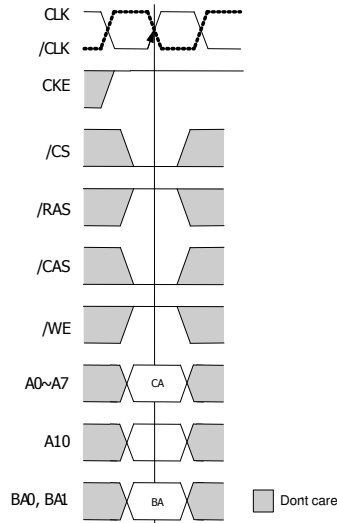 CLK
/CLK
CKE
/CS
/RAS
/CAS
/WE
A0~A7
CA
A10
BA0, BA1
BA
Dont care